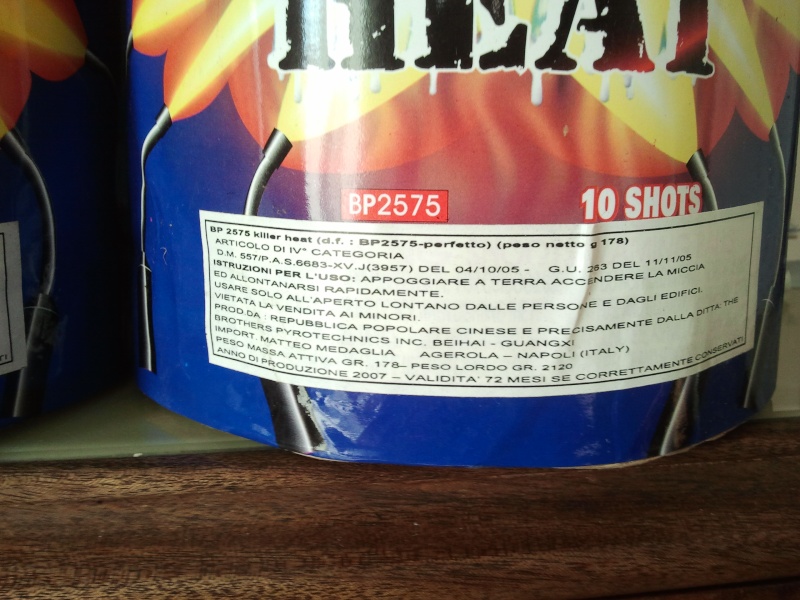 HEAT
BP2575
10 SHOTS
BP 2575 killer heat (d.f. : BP2575-perfetto) (peso netto g 178)
ARTICOLO DI IV° CATEGORIA
D.M. 557/P.A.S.6683-XV.J(3957) DEL 04/10/05 - G.U. 263 DEL 11/11/05
ISTRUZIONI PER L'USO: APPOGGIARE A TERRA ACCENDERE LA MICCIA
ED ALLONTANARSI RAPIDAMENTE.
USARE SOLO ALL'APERTO LONTANO DALLE PERSONE E DAGLI EDIFICI.
VIETATA LA VENDITA AI MINORI.
PROD.DA : REPUBBLICA POPOLARE CINESE E PRECISAMENTE DALLA DITTA: THE
BROTHERS PYROTECHNICS INC. BEIHAI - GUANGXI
IMPORT. MATTEO MEDAGLIA AGEROLA – NAPOLI (ITALY)
PESO MASSA ATTIVA GR. 178– PESO LORDO GR. 2120
ANNO DI PRODUZIONE 2007 – VALIDITA' 72 MESI SE CORRETTAMENTE CONSERVATI